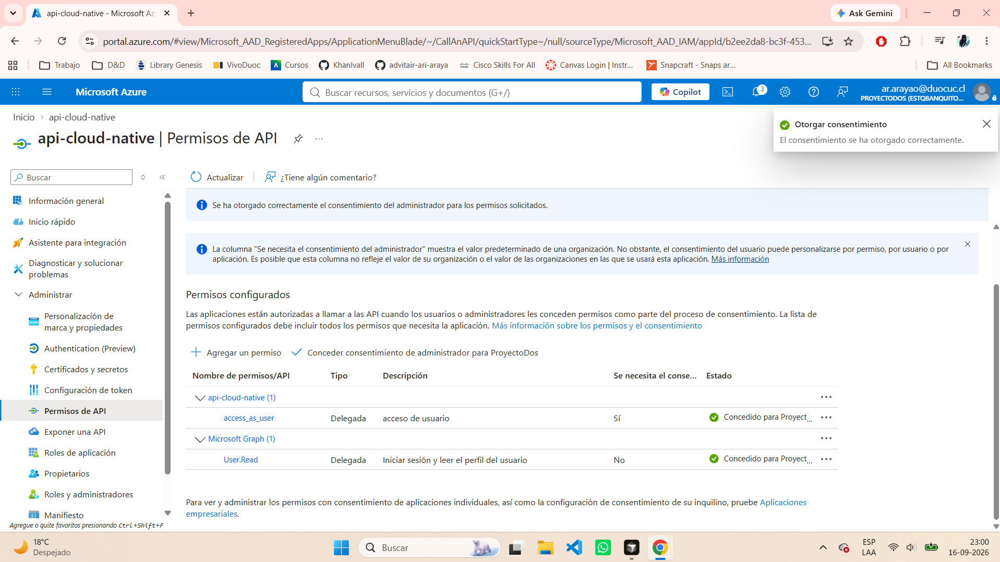 api-cloud-native - Microsoft Az
Ask Gemini
portal.azure.com/#view/Microsoft_AAD_RegisteredApps/ApplicationMenuBlade/~/CallAnAPI/quickStartType~/null/sourceType/Microsoft_AAD_IAM/appId/b2ee2da8-bc3f-453...
Trabajo
D&D
Library Genesis
VivoDuoc
Cursos
Khanlvall
advitair-ari-araya
Cisco Skills For All
Canvas Login | Instr...
Snapcraft - Snaps ar...
All Bookmarks
Microsoft Azure
Buscar recursos, servicios y documentos (G+/)
Copilot
3
ar.arayao@duocuc.cl
PROYECTODOS (ESTQBANQUITO...
Inicio > api-cloud-native
api-cloud-native | Permisos de API
Otorgar consentimiento
El consentimiento se ha otorgado correctamente.
Buscar
Información general
Inicio rápido
Asistente para integración
Diagnosticar y solucionar
problemas
Administrar
Personalización de
marca y propiedades
Authentication (Preview)
Certificados y secretos
Configuración de token
Permisos de API
Exponer una API
Roles de aplicación
Propietarios
Roles y administradores
Manifiesto
Agregue o quite favoritos presionando Ctrl+Shift+F
Actualizar
¿Tiene algún comentario?
Se ha otorgado correctamente el consentimiento del administrador para los permisos solicitados.
La columna "Se necesita el consentimiento del administrador" muestra el valor predeterminado de una organización. No obstante, el consentimiento del usuario puede personalizarse por permiso, por usuario o por
aplicación. Es posible que esta columna no refleje el valor de su organización o el valor de las organizaciones en las que se usará esta aplicación. Más información
Permisos configurados
Las aplicaciones están autorizadas a llamar a las API cuando los usuarios o administradores les conceden permisos como parte del proceso de consentimiento. La lista de
permisos configurados debe incluir todos los permisos que necesita la aplicación. Más información sobre los permisos y el consentimiento
Agregar un permiso
Conceder consentimiento de administrador para ProyectoDos
Nombre de permisos/API Tipo Descripción Se necesita el conse... Estado
api-cloud-native (1)
access_as_user Delegada acceso de usuario Sí Concedido para Proyect...
Microsoft Graph (1)
User.Read Delegada Iniciar sesión y leer el perfil del usuario No Concedido para Proyect...
Para ver y administrar los permisos con consentimiento de aplicaciones individuales, así como la configuración de consentimiento de su inquilino, pruebe Aplicaciones
empresariales.
18°C
Despejado
Buscar
ESP
LAA
23:00
16-09-2026